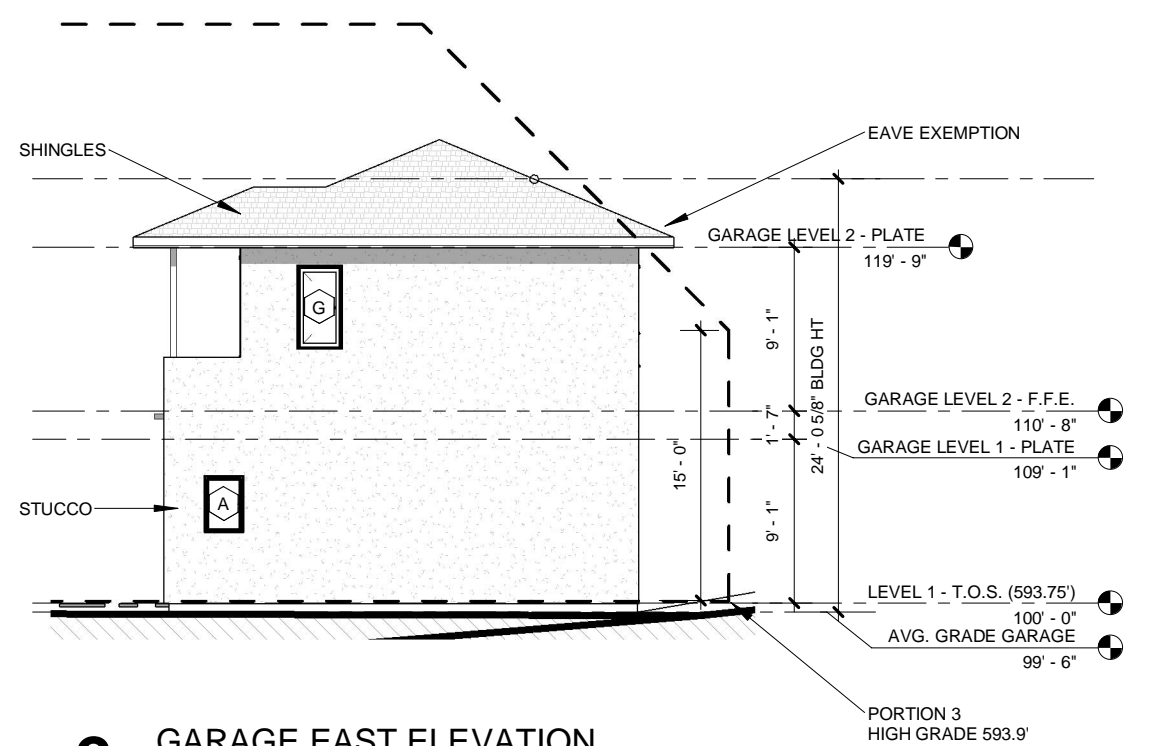 EAVE EXEMPTION
SHINGLES
GARAGE LEVEL 2 - PLATE
119' - 9"
G
9' - 1"
24' - 0 5/8" BLDG HT
GARAGE LEVEL 2 - F.F.E.
110' - 8"
1' - 7"
GARAGE LEVEL 1 - PLATE
109' - 1"
15' - 0"
A
STUCCO
9' - 1"
LEVEL 1 - T.O.S. (593.75')
100' - 0"
AVG. GRADE GARAGE
99' - 6"
PORTION 3
HIGH GRADE 593.9'
GARAGE EAST ELEVATION